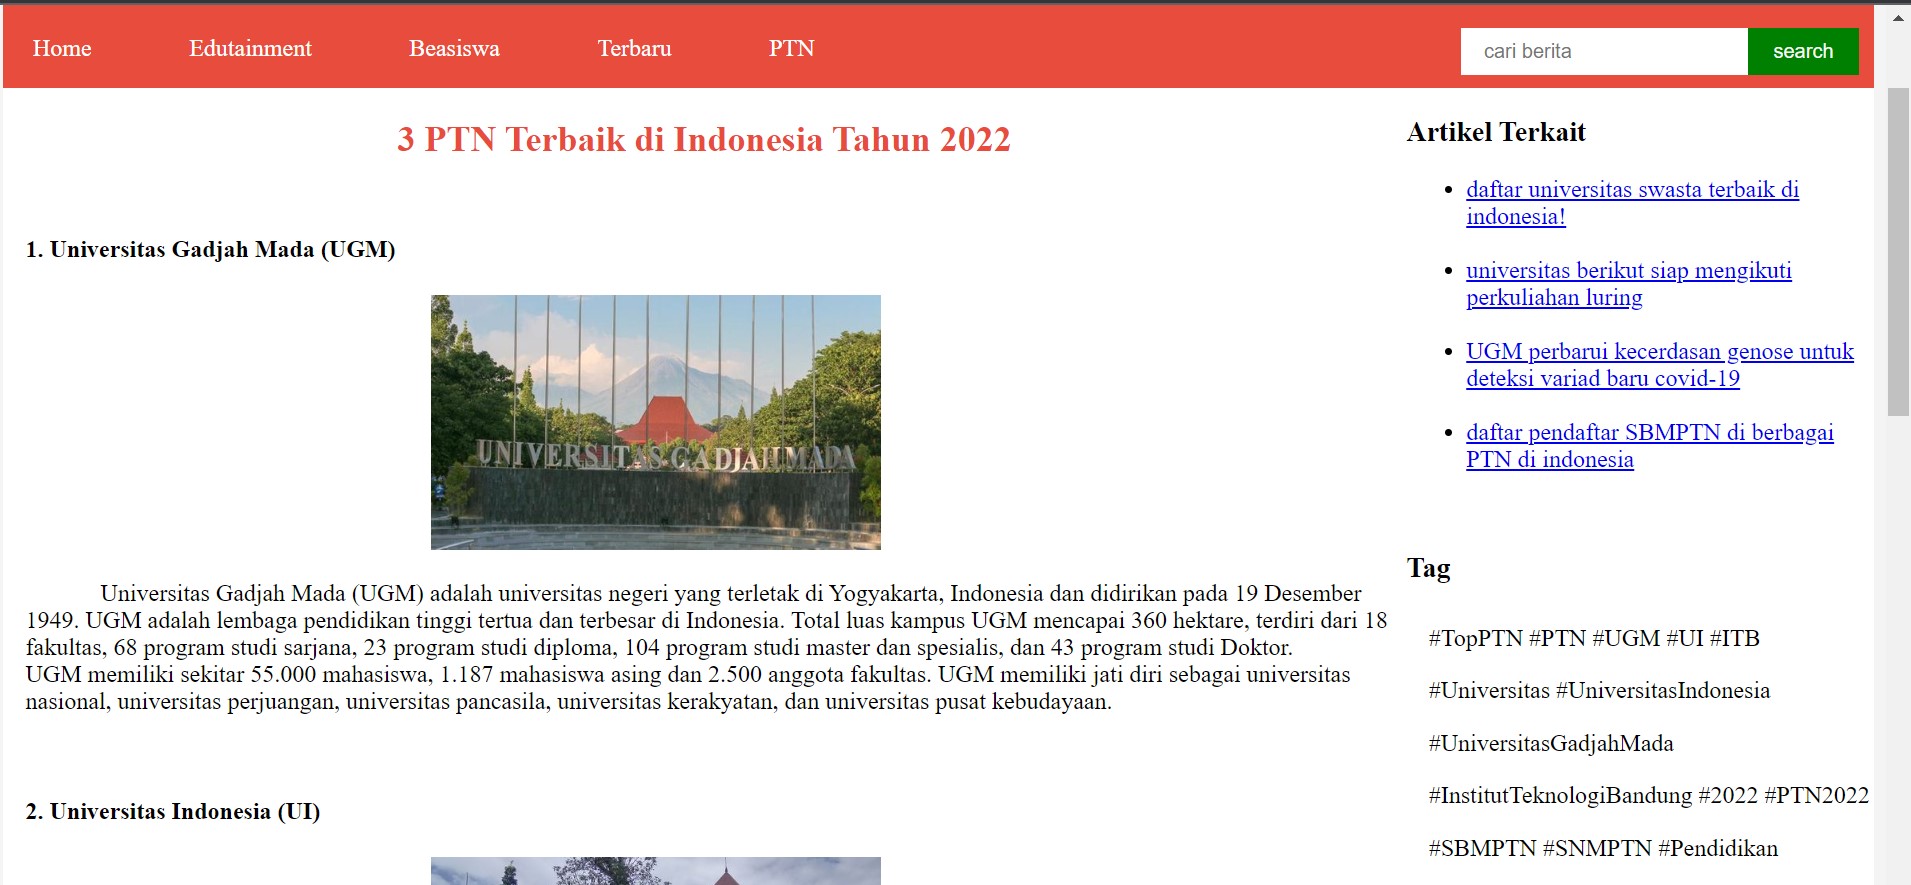 Home Edutainment Beasiswa Terbaru PTN cari berita search
3 PTN Terbaik di Indonesia Tahun 2022
1. Universitas Gadjah Mada (UGM)
UNIVERSITAS GADJAH MADA
Universitas Gadjah Mada (UGM) adalah universitas negeri yang terletak di Yogyakarta, Indonesia dan didirikan pada 19 Desember
1949. UGM adalah lembaga pendidikan tinggi tertua dan terbesar di Indonesia. Total luas kampus UGM mencapai 360 hektare, terdiri dari 18
fakultas, 68 program studi sarjana, 23 program studi diploma, 104 program studi master dan spesialis, dan 43 program studi Doktor.
UGM memiliki sekitar 55.000 mahasiswa, 1.187 mahasiswa asing dan 2.500 anggota fakultas. UGM memiliki jati diri sebagai universitas
nasional, universitas perjuangan, universitas pancasila, universitas kerakyatan, dan universitas pusat kebudayaan.
2. Universitas Indonesia (UI)
Artikel Terkait
daftar universitas swasta terbaik di
indonesia!
universitas berikut siap mengikuti
perkuliahan luring
UGM perbarui kecerdasan genose untuk
deteksi variad baru covid-19
daftar pendaftar SBMPTN di berbagai
PTN di indonesia
Tag
#TopPTN #PTN #UGM #UI #ITB
#Universitas #UniversitasIndonesia
#UniversitasGadjahMada
#InstitutTeknologiBandung #2022 #PTN2022
#SBMPTN #SNMPTN #Pendidikan